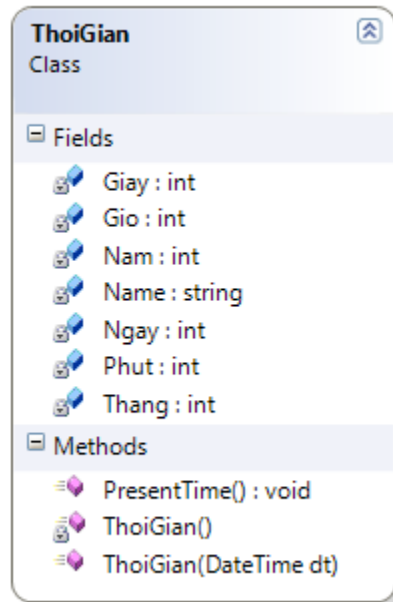 ThoiGian
Class
Fields
Giay : int
Gio : int
Nam : int
Name : string
Ngay : int
Phut : int
Thang : int
Methods
PresentTime() : void
ThoiGian()
ThoiGian(DateTime dt)